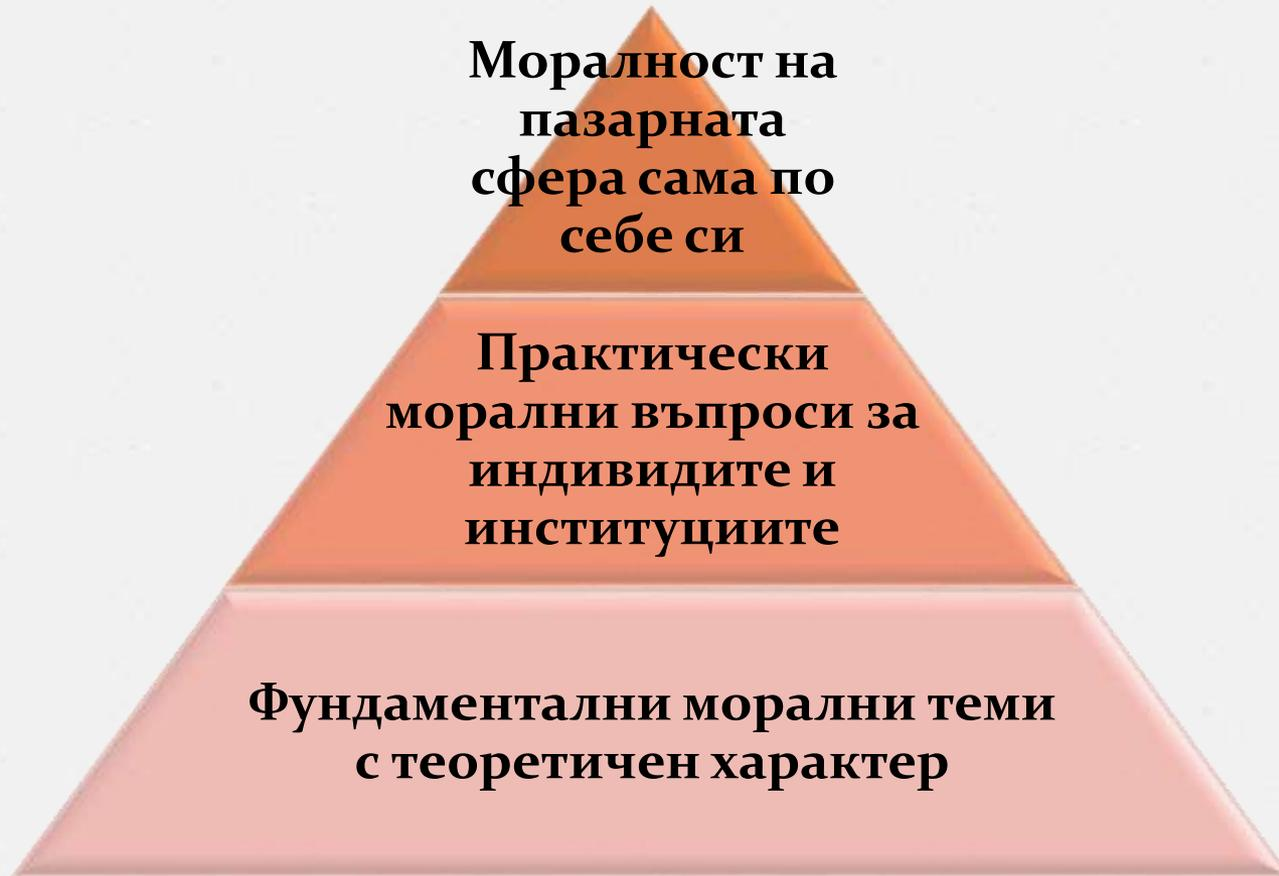 Моралност на
пазарната
сфера сама по
себе си
Практически
морални въпроси за
индивидите и
институциите
Фундаментални морални теми
с теоретичен характер